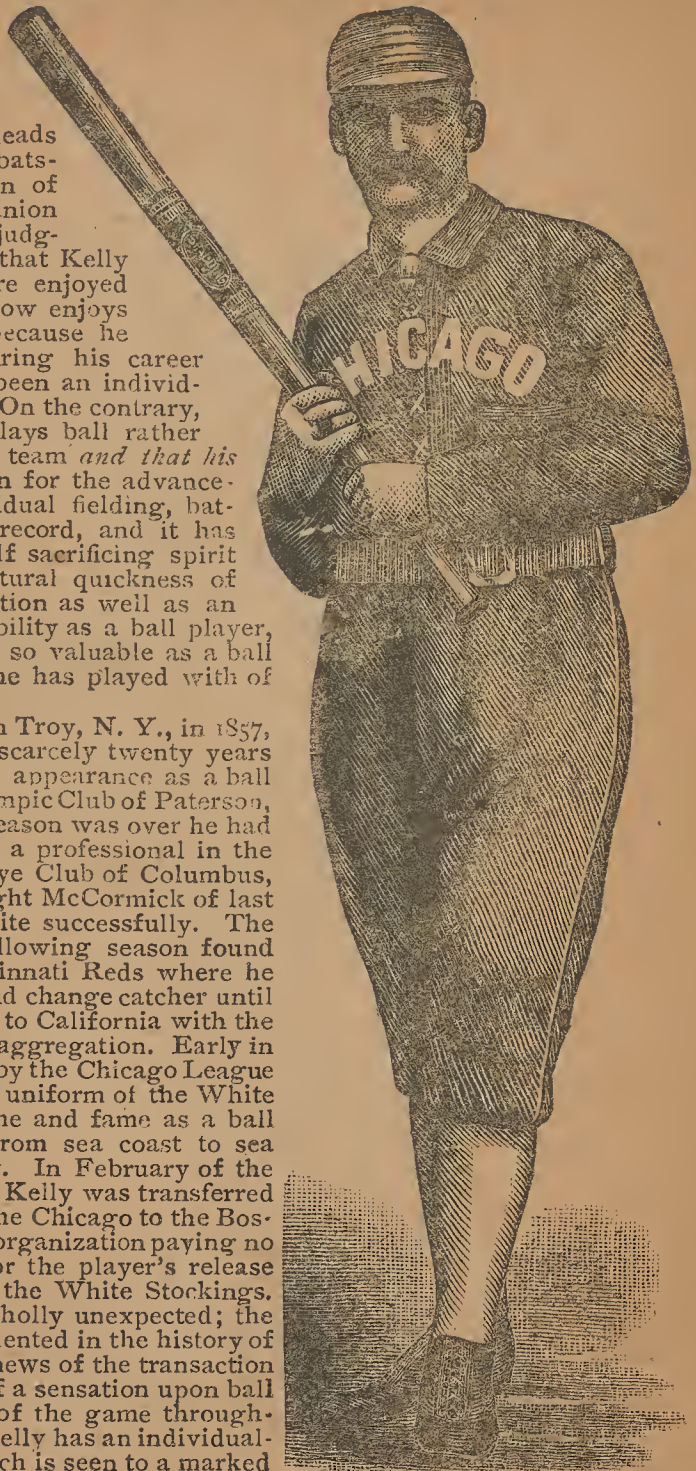 eads
bats-
n of
nion
judg-
that Kelly
re enjoyed
ow enjoys
because he
ring his career
been an individ-
On the contrary,
lays ball rather
team and that his
n for the advance-
dual fielding, bat-
record, and it has
lf sacrificing spirit
tural quickness of
tion as well as an
bility as a ball player,
so valuable as a ball
he has played with of
n Troy, N. Y., in 1857,
scarcely twenty years
appearance as a ball
mpic Club of Paterson,
eason was over he had
a professional in the
ye Club of Columbus,
ght McCormick of last
ite successfully. The
llowing season found
cinnati Reds where he
nd change catcher until
to California with the
aggregation. Early in
by the Chicago League
uniform of the White
me and fame as a ball
rom sea coast to sea
. In February of the
Kelly was transferred
he Chicago to the Bos-
organization paying no
or the player's release
the White Stockings.
holly unexpected; the
dented in the history of
news of the transaction
f a sensation upon ball
of the game through-
elly has an individual-
ch is seen to a marked
CHICAGO